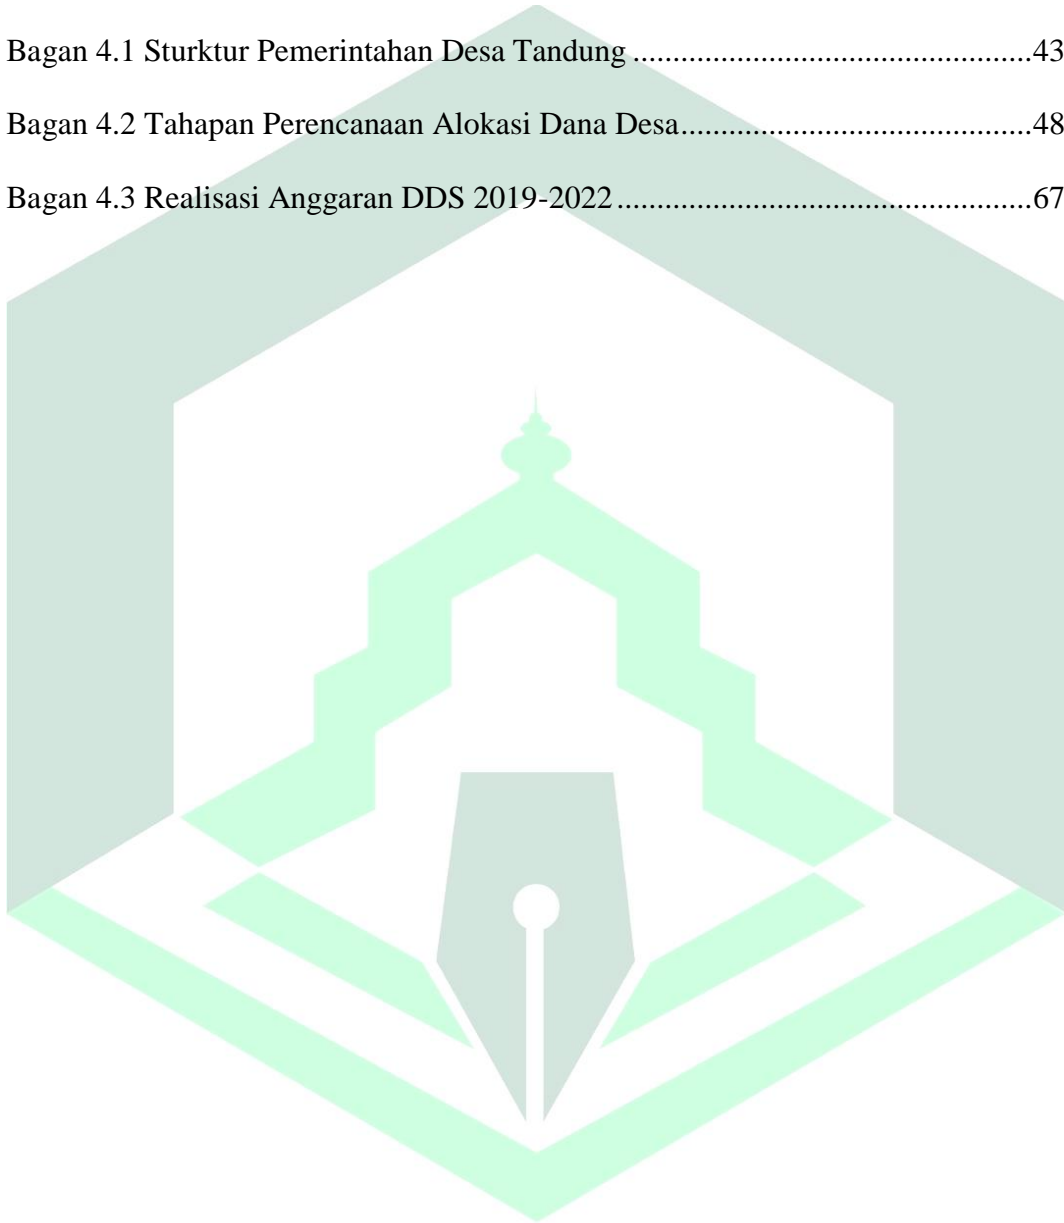 Bagan 4.1 Sturktur Pemerintahan Desa Tandung .................................................43
Bagan 4.2 Tahapan Perencanaan Alokasi Dana Desa...........................................48
Bagan 4.3 Realisasi Anggaran DDS 2019-2022 ...................................................67